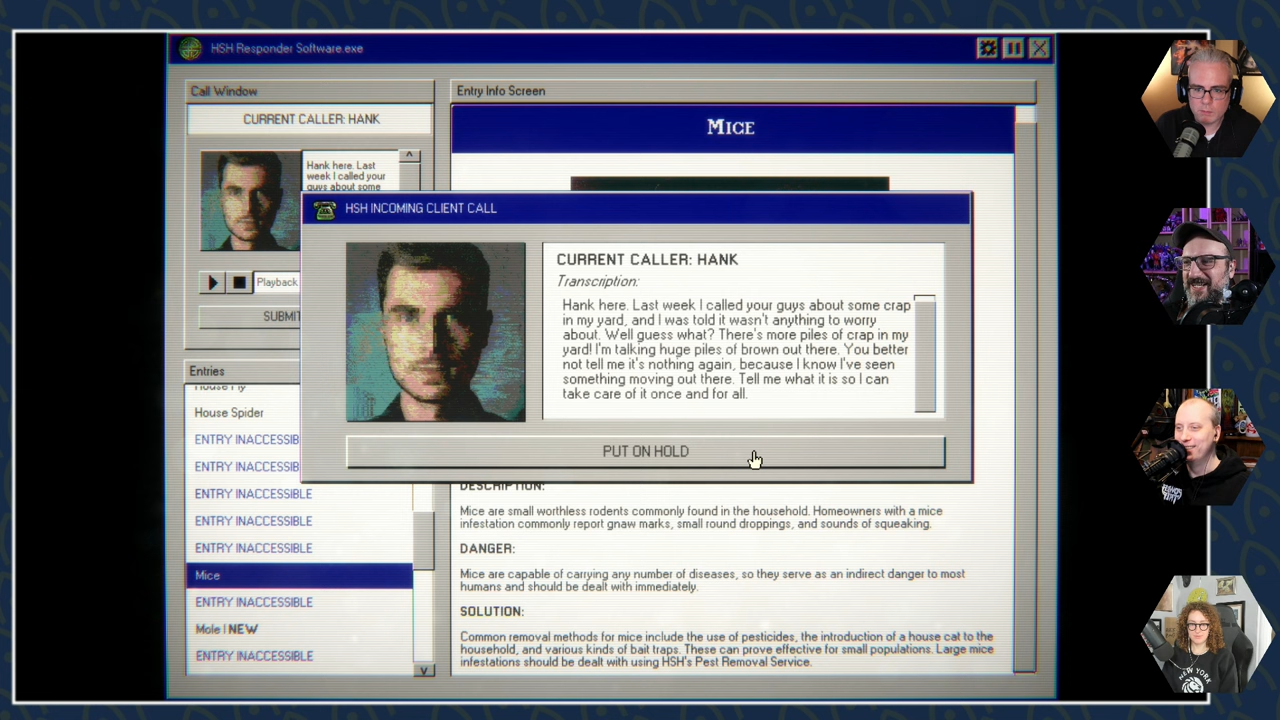 HSH Responder Software.exe
Call Window
CURRENT CALLER: HANK
Hank here. Last
week I called your
guys about some
Playback
SUBMIT
Entries
House Fly
House Spider
ENTRY INACCESSIB
ENTRY INACCESSIB
ENTRY INACCESSIBLE
ENTRY INACCESSIBLE
ENTRY INACCESSIBLE
Mice
ENTRY INACCESSIBLE
Mole | NEW
ENTRY INACCESSIBLE
Entry Info Screen
MICE
HSH INCOMING CLIENT CALL
CURRENT CALLER: HANK
Transcription:
Hank here. Last week I called your guys about some crap
in my yard, and I was told it wasn't anything to worry
about. Well guess what? There's more piles of crap in my
yard! I'm talking huge piles of brown out there. You better
not tell me it's nothing again, because I know I've seen
something moving out there. Tell me what it is so I can
take care of it once and for all.
PUT ON HOLD
DESCRIPTION:
Mice are small worthless rodents commonly found in the household. Homeowners with a mice
infestation commonly report gnaw marks, small round droppings, and sounds of squeaking.
DANGER:
Mice are capable of carrying any number of diseases, so they serve as an indirect danger to most
humans and should be dealt with immediately.
SOLUTION:
Common removal methods for mice include the use of pesticides, the introduction of a house cat to the
household, and various kinds of bait traps. These can prove effective for small populations. Large mice
infestations should be dealt with using HSH's Pest Removal Service.
NEW YORK